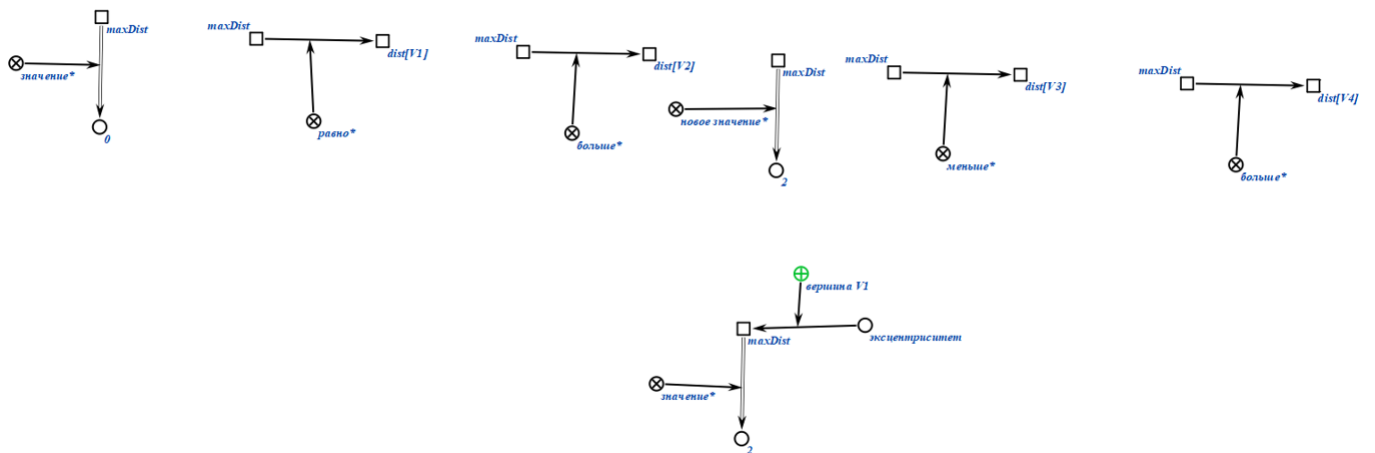 maxDist
значение*
0
maxDist
dist[V1]
равно*
maxDist
dist[V2]
больше*
maxDist
новое значение*
2
maxDist
dist[V3]
меньше*
maxDist
dist[V4]
больше*
вершина V1
maxDist
эксцентриситет
значение*
2